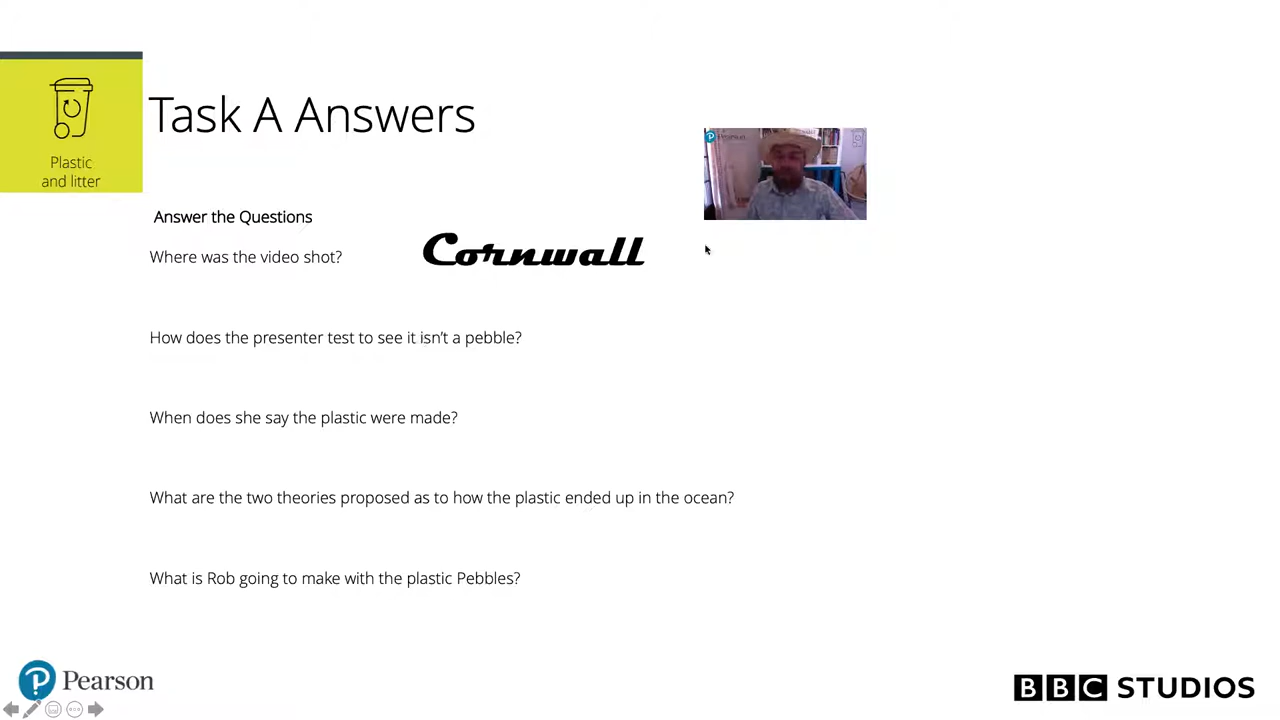 Task A Answers
Plastic
and litter
Pearson
Answer the Questions
Where was the video shot?
Cornwall
How does the presenter test to see it isn't a pebble?
When does she say the plastic were made?
What are the two theories proposed as to how the plastic ended up in the ocean?
What is Rob going to make with the plastic Pebbles?
Pearson
BBC STUDIOS